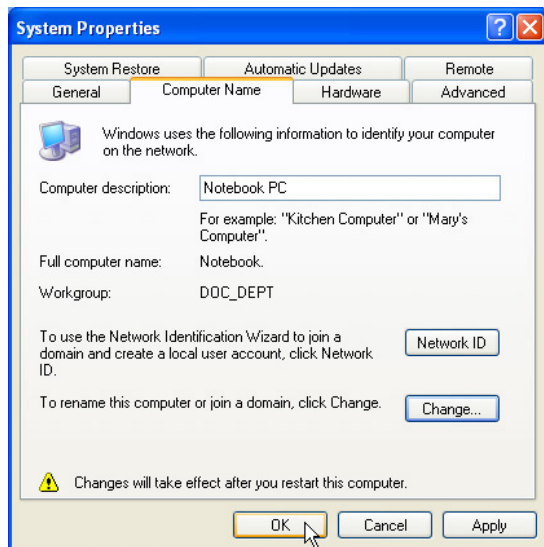 System Properties
System Restore
Automatic Updates
Remote
General
Computer Name
Hardware
Advanced
Windows uses the following information to identify your computer
on the network.
Computer description:
Notebook PC
For example: "Kitchen Computer" or "Mary's
Computer".
Full computer name:
Notebook.
Workgroup:
DOC_DEPT
To use the Network Identification Wizard to join a
domain and create a local user account, click Network
ID.
Network ID
To rename this computer or join a domain, click Change.
Change...
Changes will take effect after you restart this computer.
OK
Cancel
Apply